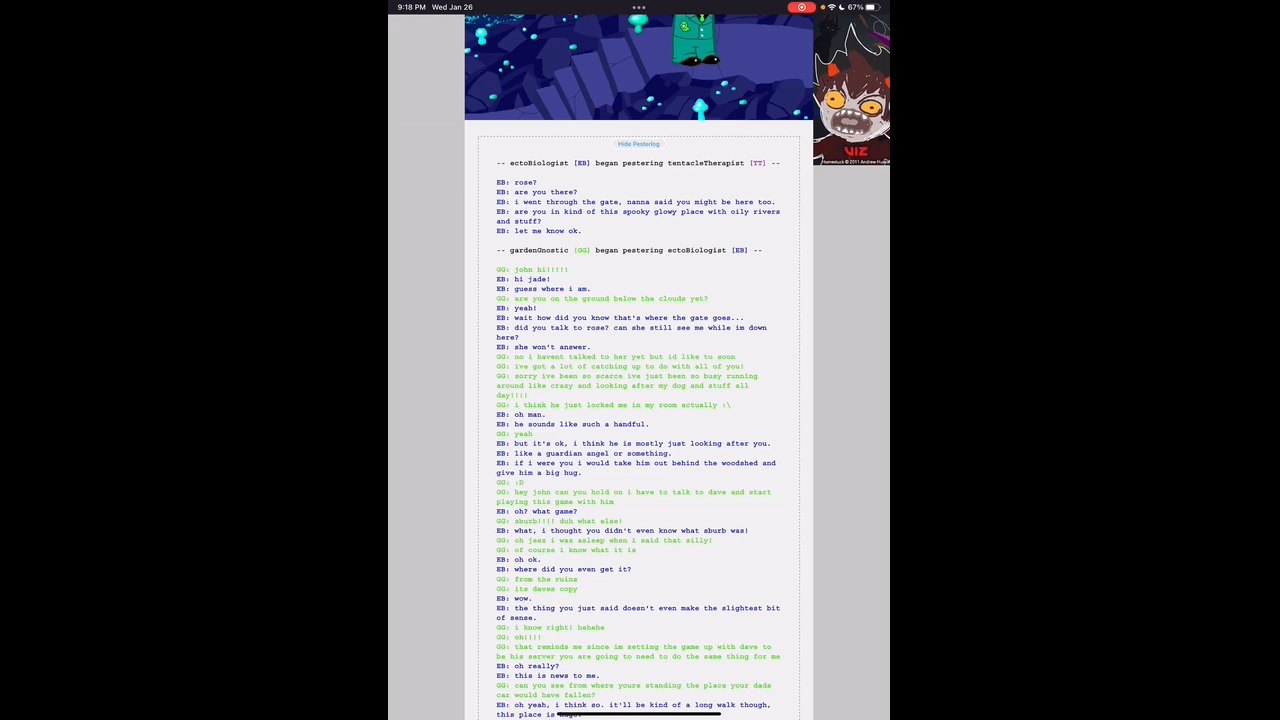 9:18 PM Wed Jan 26
67%
VIZ
Homestuck © 2011 Andrew
Hide Pesterlog
-- ectoBiologist [EB] began pestering tentacleTherapist [TT] --
EB: rose?
EB: are you there?
EB: i went through the gate, nanna said you might be here too.
EB: are you in kind of this spooky glowy place with oily rivers
and stuff?
EB: let me know ok.
-- gardenGnostic [GG] began pestering ectoBiologist [EB] --
GG: john hi!!!!!
EB: hi jade!
EB: guess where i am.
GG: are you on the ground below the clouds yet?
EB: yeah!
EB: wait how did you know that's where the gate goes...
EB: did you talk to rose? can she still see me while im down
here?
EB: she won't answer.
GG: no i havent talked to her yet but id like to soon
GG: ive got a lot of catching up to do with all of you!
GG: sorry ive been so scarce ive just been so busy running
around like crazy and looking after my dog and stuff all
day!!!!
GG: i think he just locked me in my room actually :\
EB: oh man.
EB: he sounds like such a handful.
GG: yeah
EB: but it's ok, i think he is mostly just looking after you.
EB: like a guardian angel or something.
EB: if i were you i would take him out behind the woodshed and
give him a big hug.
GG: :D
GG: hey john can you hold on i have to talk to dave and start
playing this game with him
EB: oh? what game?
GG: sburb!!!! duh what else!
EB: what, i thought you didn't even know what sburb was!
GG: oh jess i was asleep when i said that silly!
GG: of course i know what it is
EB: oh ok.
EB: where did you even get it?
GG: from the ruins
GG: its daves copy
EB: wow.
EB: the thing you just said doesn't even make the slightest bit
of sense.
GG: i know right! hehehe
GG: oh!!!!
GG: that reminds me since im setting the game up with dave to
be his server you are going to need to do the same thing for me
EB: oh really?
EB: this is news to me.
GG: can you see from where youre standing the place your dads
car would have fallen?
EB: oh yeah, i think so. it'll be kind of a long walk though,
this place is huge!